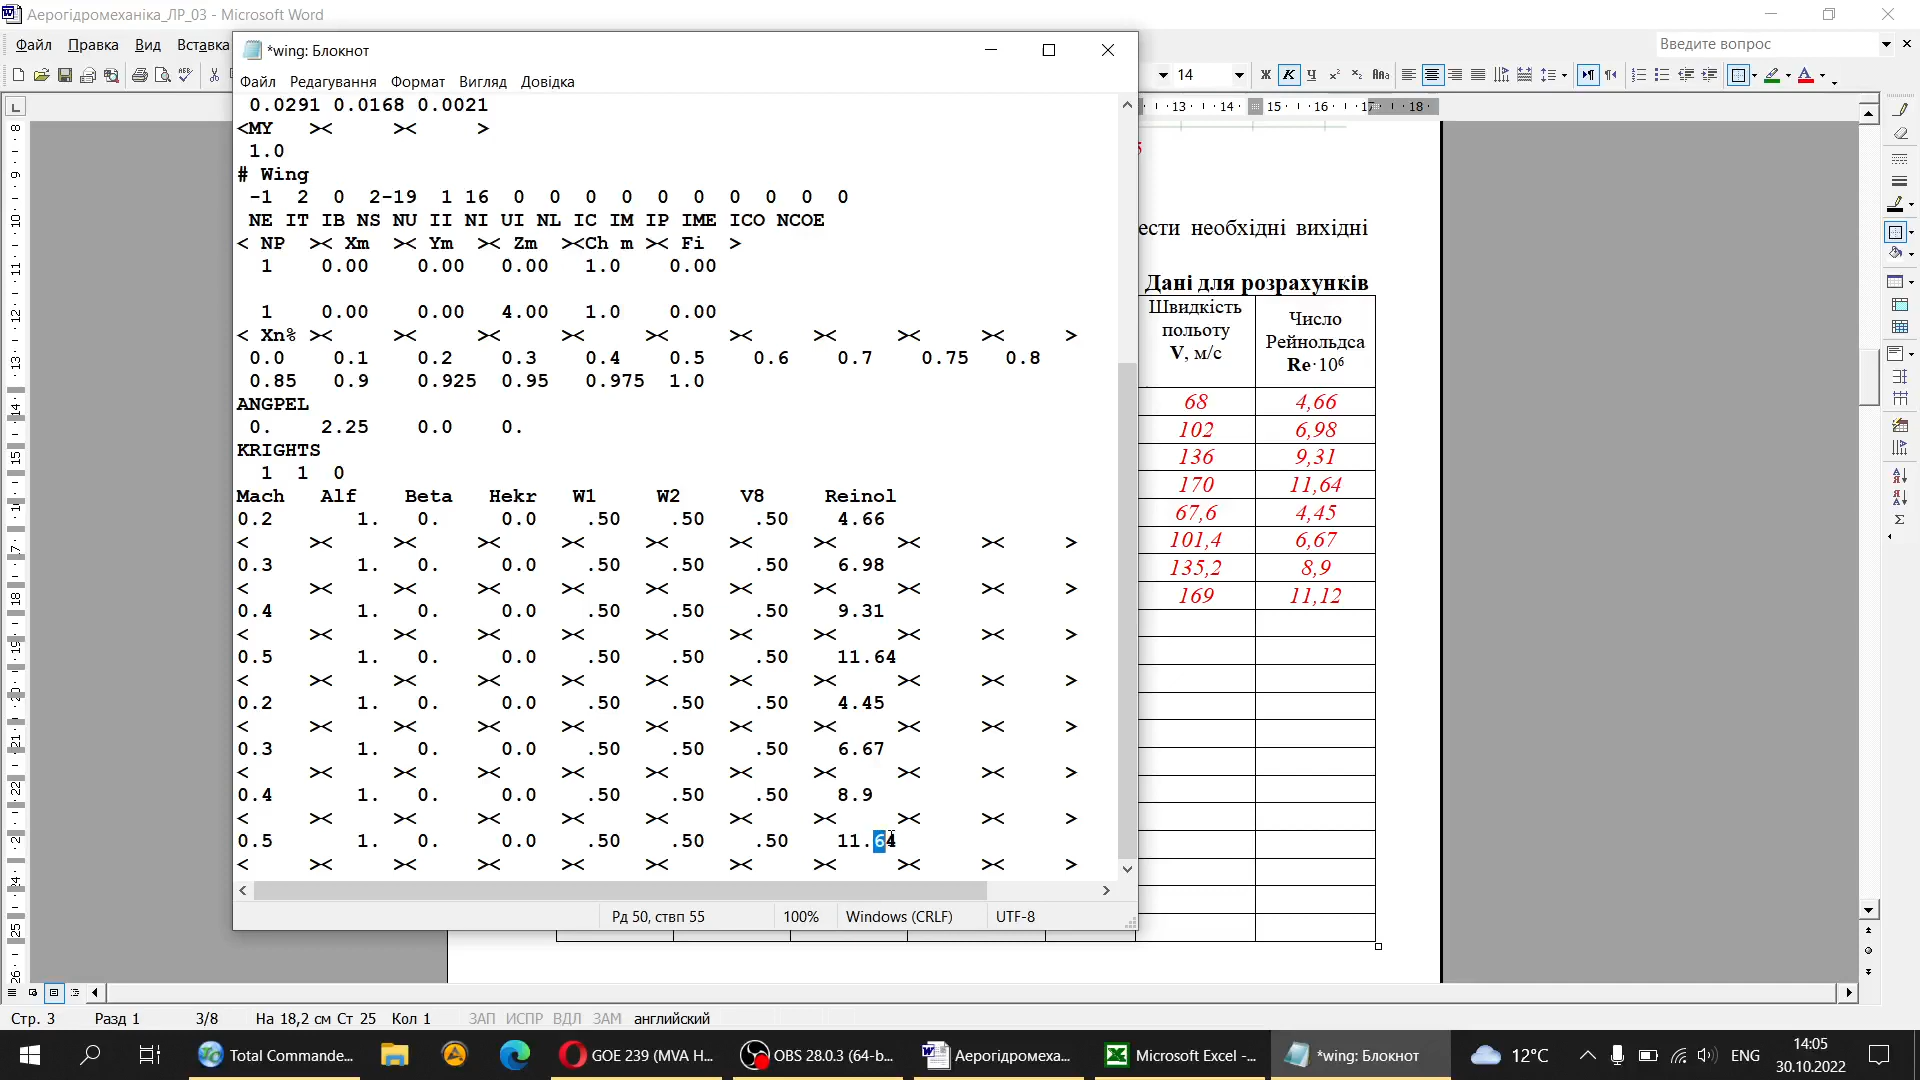 Аерогідромеханіка_ЛР_03 - Microsoft Word
Файл Правка Вид Вставка
Введите вопрос
14 Ж К Ч
*wing: Блокнот
Файл Редагування Формат Вигляд Довідка
0.0291 0.0168 0.0021
<MY >< >< >
1.0
# Wing
-1 2 0 2-19 1 16 0 0 0 0 0 0 0 0 0 0
NE IT IB NS NU II NI UI NL IC IM IP IME ICO NCOE
< NP >< Xm >< Ym >< Zm ><Ch m >< Fi >
1 0.00 0.00 0.00 1.0 0.00
1 0.00 0.00 4.00 1.0 0.00
< Xn% >< >< >< >< >< >< >< >< >< >
0.0 0.1 0.2 0.3 0.4 0.5 0.6 0.7 0.75 0.8
0.85 0.9 0.925 0.95 0.975 1.0
ANGPEL
0. 2.25 0.0 0.
KRIGHTS
1 1 0
Mach Alf Beta Hekr W1 W2 V8 Reinol
0.2 1. 0. 0.0 .50 .50 .50 4.66
< >< >< >< >< >< >< >< >< >< >
0.3 1. 0. 0.0 .50 .50 .50 6.98
< >< >< >< >< >< >< >< >< >< >
0.4 1. 0. 0.0 .50 .50 .50 9.31
< >< >< >< >< >< >< >< >< >< >
0.5 1. 0. 0.0 .50 .50 .50 11.64
< >< >< >< >< >< >< >< >< >< >
0.2 1. 0. 0.0 .50 .50 .50 4.45
< >< >< >< >< >< >< >< >< >< >
0.3 1. 0. 0.0 .50 .50 .50 6.67
< >< >< >< >< >< >< >< >< >< >
0.4 1. 0. 0.0 .50 .50 .50 8.9
< >< >< >< >< >< >< >< >< >< >
0.5 1. 0. 0.0 .50 .50 .50 11.64
< >< >< >< >< >< >< >< >< >< >
Рд 50, ствп 55 100% Windows (CRLF) UTF-8
13 14 15 16 17 18
5
ести необхідні вихідні
Дані для розрахунків
Швидкість
польоту
V, м/с
Число
Рейнольдса
Re·10⁶
68 4,66
102 6,98
136 9,31
170 11,64
67,6 4,45
101,4 6,67
135,2 8,9
169 11,12
Стр. 3 Разд 1 3/8 На 18,2 см Ст 25 Кол 1 ЗАП ИСПР ВДЛ ЗАМ английский
Total Commande... GOE 239 (MVA H... OBS 28.0.3 (64-b... Аерогідромеха... Microsoft Excel -... *wing: Блокнот 12°C ENG
14:05
30.10.2022